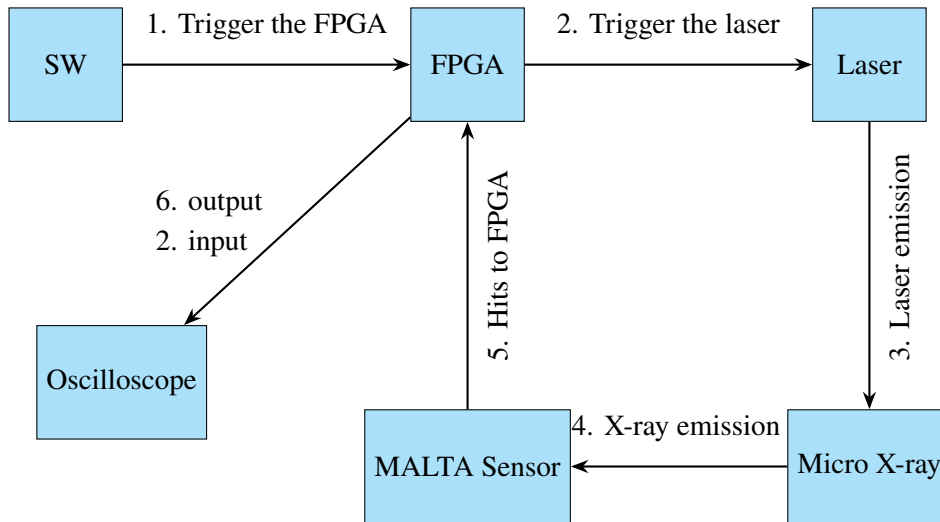 1. Trigger the FPGA
2. Trigger the laser
SW
FPGA
Laser
6. output
2. input
5. Hits to FPGA
3. Laser emission
Oscilloscope
4. X-ray emission
MALTA Sensor
Micro X-ray